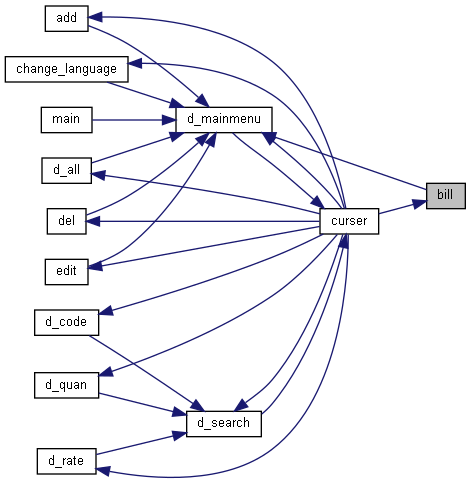 add
change_language
main
d_mainmenu
d_all
bill
del
curser
edit
d_code
d_quan
d_search
d_rate